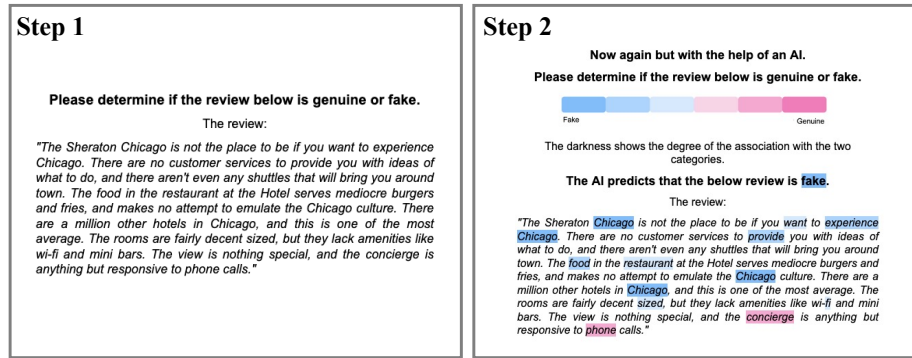 Step 1
Please determine if the review below is genuine or fake.
The review:
"The Sheraton Chicago is not the place to be if you want to experience
Chicago. There are no customer services to provide you with ideas of
what to do, and there aren't even any shuttles that will bring you around
town. The food in the restaurant at the Hotel serves mediocre burgers
and fries, and makes no attempt to emulate the Chicago culture. There
are a million other hotels in Chicago, and this is one of the most
average. The rooms are fairly decent sized, but they lack amenities like
wi-fi and mini bars. The view is nothing special, and the concierge is
anything but responsive to phone calls."
Step 2
Now again but with the help of an AI.
Please determine if the review below is genuine or fake.
Fake
Genuine
The darkness shows the degree of the association with the two
categories.
The AI predicts that the below review is fake.
The review:
"The Sheraton Chicago is not the place to be if you want to experience
Chicago. There are no customer services to provide you with ideas of
what to do, and there aren't even any shuttles that will bring you around
town. The food in the restaurant at the Hotel serves mediocre burgers and
fries, and makes no attempt to emulate the Chicago culture. There are a
million other hotels in Chicago, and this is one of the most average. The
rooms are fairly decent sized, but they lack amenities like wi-fi and mini
bars. The view is nothing special, and the concierge is anything but
responsive to phone calls."